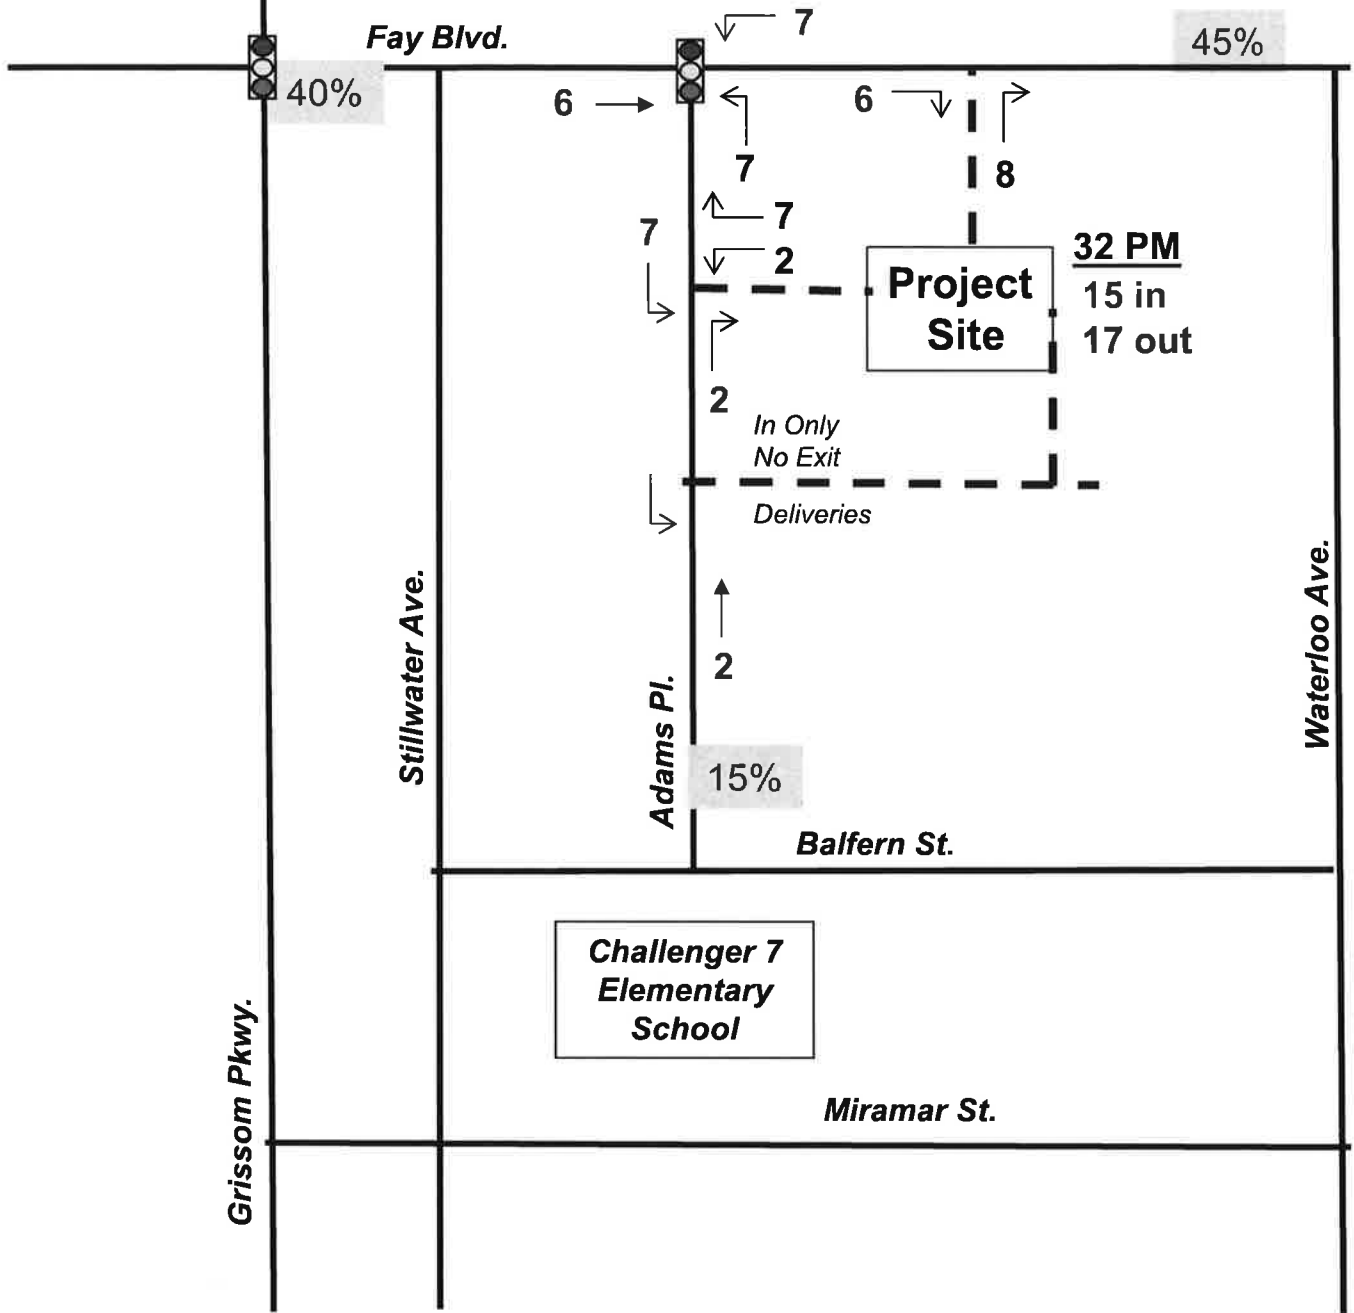 7
Fay Blvd.
45%
40%
6
6
7
8
7
7
2
32 PM
15 in
17 out
Project
Site
2
In Only
No Exit
Deliveries
Stillwater Ave.
Waterloo Ave.
2
Adams Pl.
15%
Balfern St.
Challenger 7
Elementary
School
Grissom Pkwy.
Miramar St.